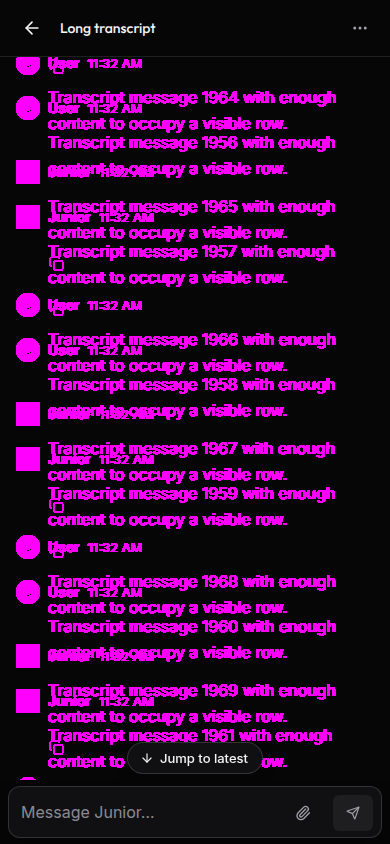 Long transcript
User 11:32 AM
Transcript message 1964 with enough
User 11:32 AM
content to occupy a visible row.
Transcript message 1956 with enough
content to occupy a visible row.
Transcript message 1965 with enough
Junior 11:32 AM
content to occupy a visible row.
Transcript message 1957 with enough
content to occupy a visible row.
User 11:32 AM
Transcript message 1966 with enough
User 11:32 AM
content to occupy a visible row.
Transcript message 1958 with enough
content to occupy a visible row.
Transcript message 1967 with enough
Junior 11:32 AM
content to occupy a visible row.
Transcript message 1959 with enough
content to occupy a visible row.
User 11:32 AM
Transcript message 1968 with enough
User 11:32 AM
content to occupy a visible row.
Transcript message 1960 with enough
content to occupy a visible row.
Transcript message 1969 with enough
Junior 11:32 AM
content to occupy a visible row.
Transcript message 1961 with enough
content to ow.
Jump to latest
Message Junior...